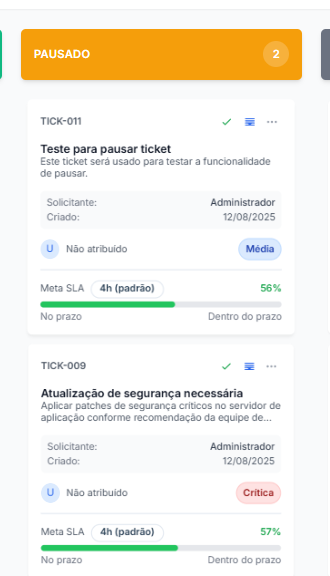 PAUSADO 2
TICK-011
Teste para pausar ticket
Este ticket será usado para testar a funcionalidade
de pausar.
Solicitante: Administrador
Criado: 12/08/2025
U Não atribuído Média
Meta SLA 4h (padrão) 56%
No prazo Dentro do prazo
TICK-009
Atualização de segurança necessária
Aplicar patches de segurança críticos no servidor de
aplicação conforme recomendação da equipe de...
Solicitante: Administrador
Criado: 12/08/2025
U Não atribuído Crítica
Meta SLA 4h (padrão) 57%
No prazo Dentro do prazo